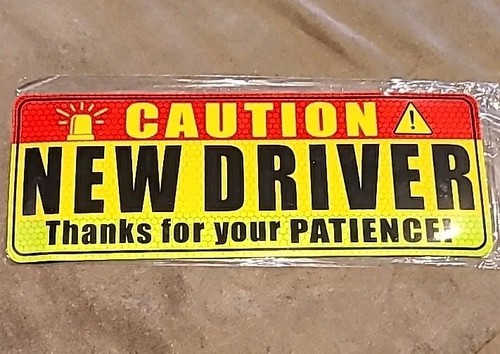 CAUTION
NEW DRIVER
Thanks for your PATIENCE!